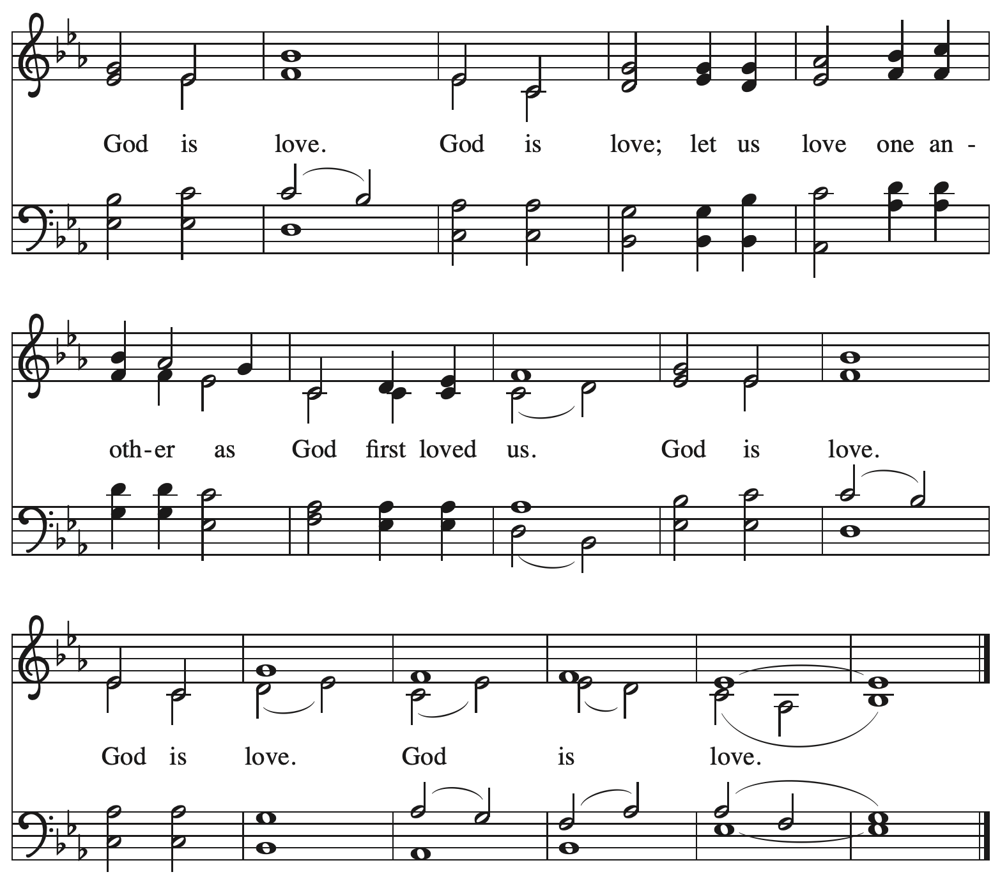 God is love. God is love; let us love one an -
oth-er as God first loved us. God is love.
God is love. God is love.